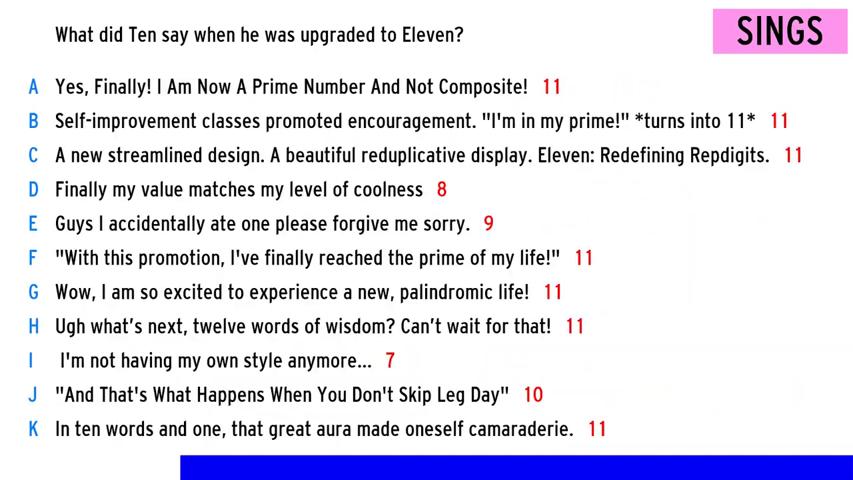 What did Ten say when he was upgraded to Eleven?
SINGS
A Yes, Finally! I Am Now A Prime Number And Not Composite! 11
B Self-improvement classes promoted encouragement. "I'm in my prime!" *turns into 11* 11
C A new streamlined design. A beautiful reduplicative display. Eleven: Redefining Repdigits. 11
D Finally my value matches my level of coolness 8
E Guys I accidentally ate one please forgive me sorry. 9
F "With this promotion, I've finally reached the prime of my life!" 11
G Wow, I am so excited to experience a new, palindromic life! 11
H Ugh what's next, twelve words of wisdom? Can't wait for that! 11
I I'm not having my own style anymore... 7
J "And That's What Happens When You Don't Skip Leg Day" 10
K In ten words and one, that great aura made oneself camaraderie. 11